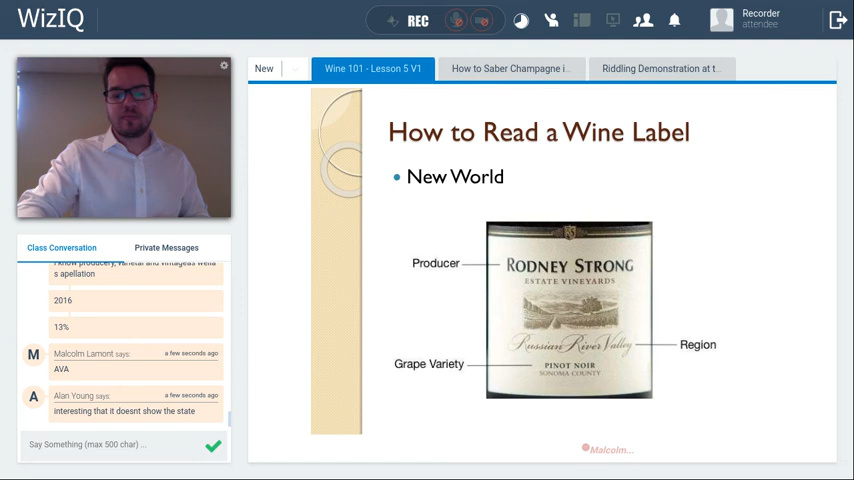 WizIQ
REC
Recorder
attendee
New
Wine 101 - Lesson 5 V1
How to Saber Champagne i..
Riddling Demonstration at t...
How to Read a Wine Label
New World
Producer
RODNEY STRONG
ESTATE VINEYARDS
Russian River Valley
Region
Grape Variety
PINOT NOIR
SONOMA COUNTY
Malcolm...
Class Conversation
Private Messages
s apellation
2016
13%
M
Malcolm Lamont says:
a few seconds ago
AVA
A
Alan Young says:
a few seconds ago
interesting that it doesnt show the state
Say Something (max 500 char) ...